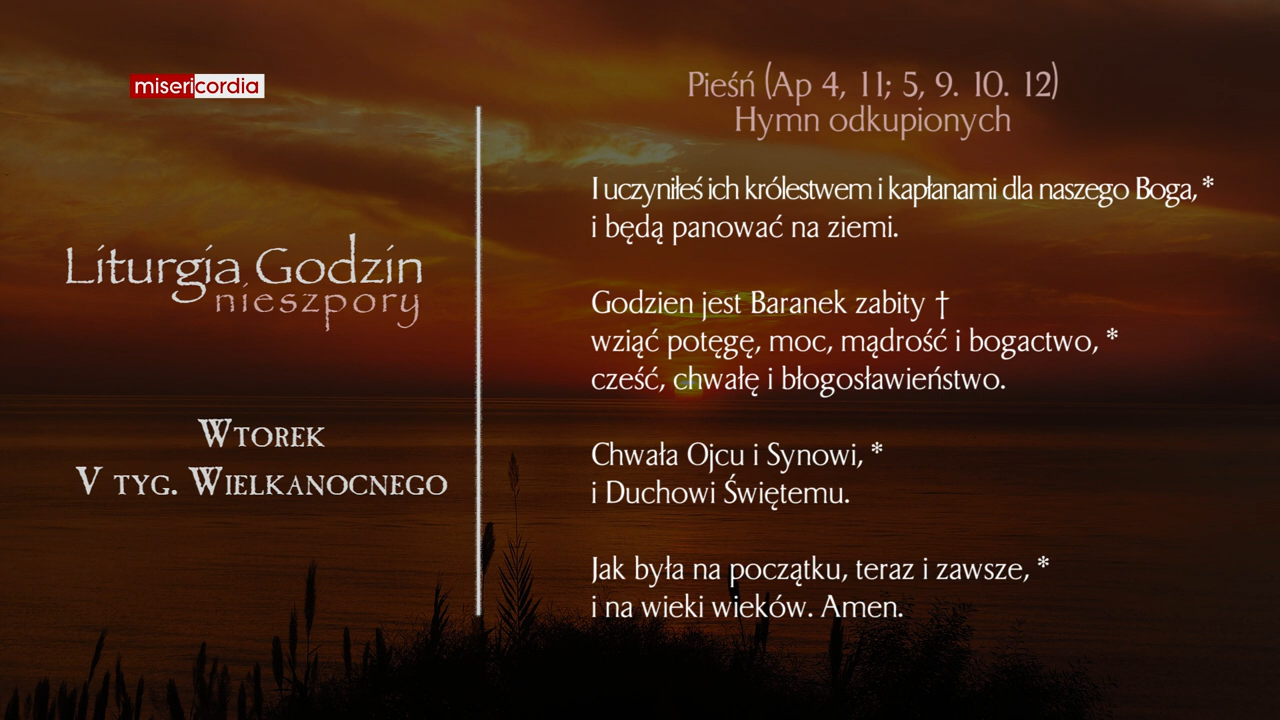 misericordia
Liturgia Godzin
nieszpory
Wtorek
V tyg. Wielkanocnego
Pieśń (Ap 4, 11; 5, 9. 10. 12)
Hymn odkupionych
I uczyniłeś ich królestwem i kapłanami dla naszego Boga, *
i będą panować na ziemi.
Godzien jest Baranek zabity †
wziąć potęgę, moc, mądrość i bogactwo, *
cześć, chwałę i błogosławieństwo.
Chwała Ojcu i Synowi, *
i Duchowi Świętemu.
Jak była na początku, teraz i zawsze, *
i na wieki wieków. Amen.